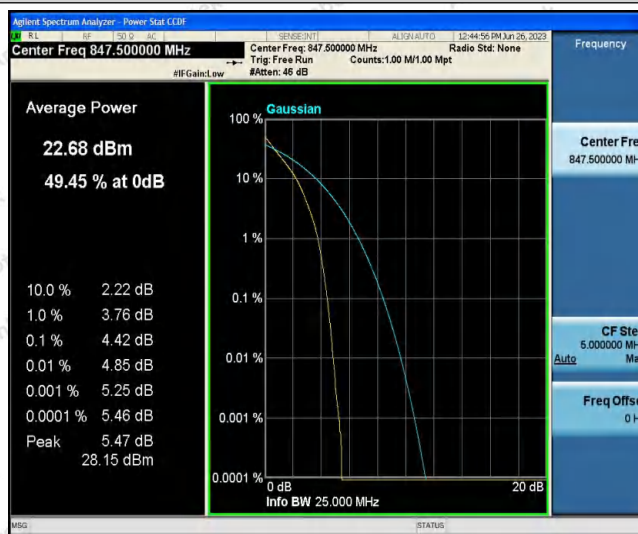 Agilent Spectrum Analyzer - Power Stat CCDF
RL RF 50 Ω AC SENSE:INT ALIGN AUTO 12:44:56 PM Jun 26, 2023
Center Freq 847.500000 MHz
Center Freq: 847.500000 MHz Radio Std: None
Trig: Free Run Counts:1.00 M/1.00 Mpt
#IFGain:Low #Atten: 46 dB
Frequency
Average Power
22.68 dBm
49.45 % at 0dB
10.0 % 2.22 dB
1.0 % 3.76 dB
0.1 % 4.42 dB
0.01 % 4.85 dB
0.001 % 5.25 dB
0.0001 % 5.46 dB
Peak 5.47 dB
28.15 dBm
Gaussian
100 %
10 %
1 %
0.1 %
0.01 %
0.001 %
0.0001 %
0 dB 20 dB
Info BW 25.000 MHz
Center Fre
847.500000 MH
CF Ste
5.000000 MH
Auto Ma
Freq Offse
0 H
MSG STATUS